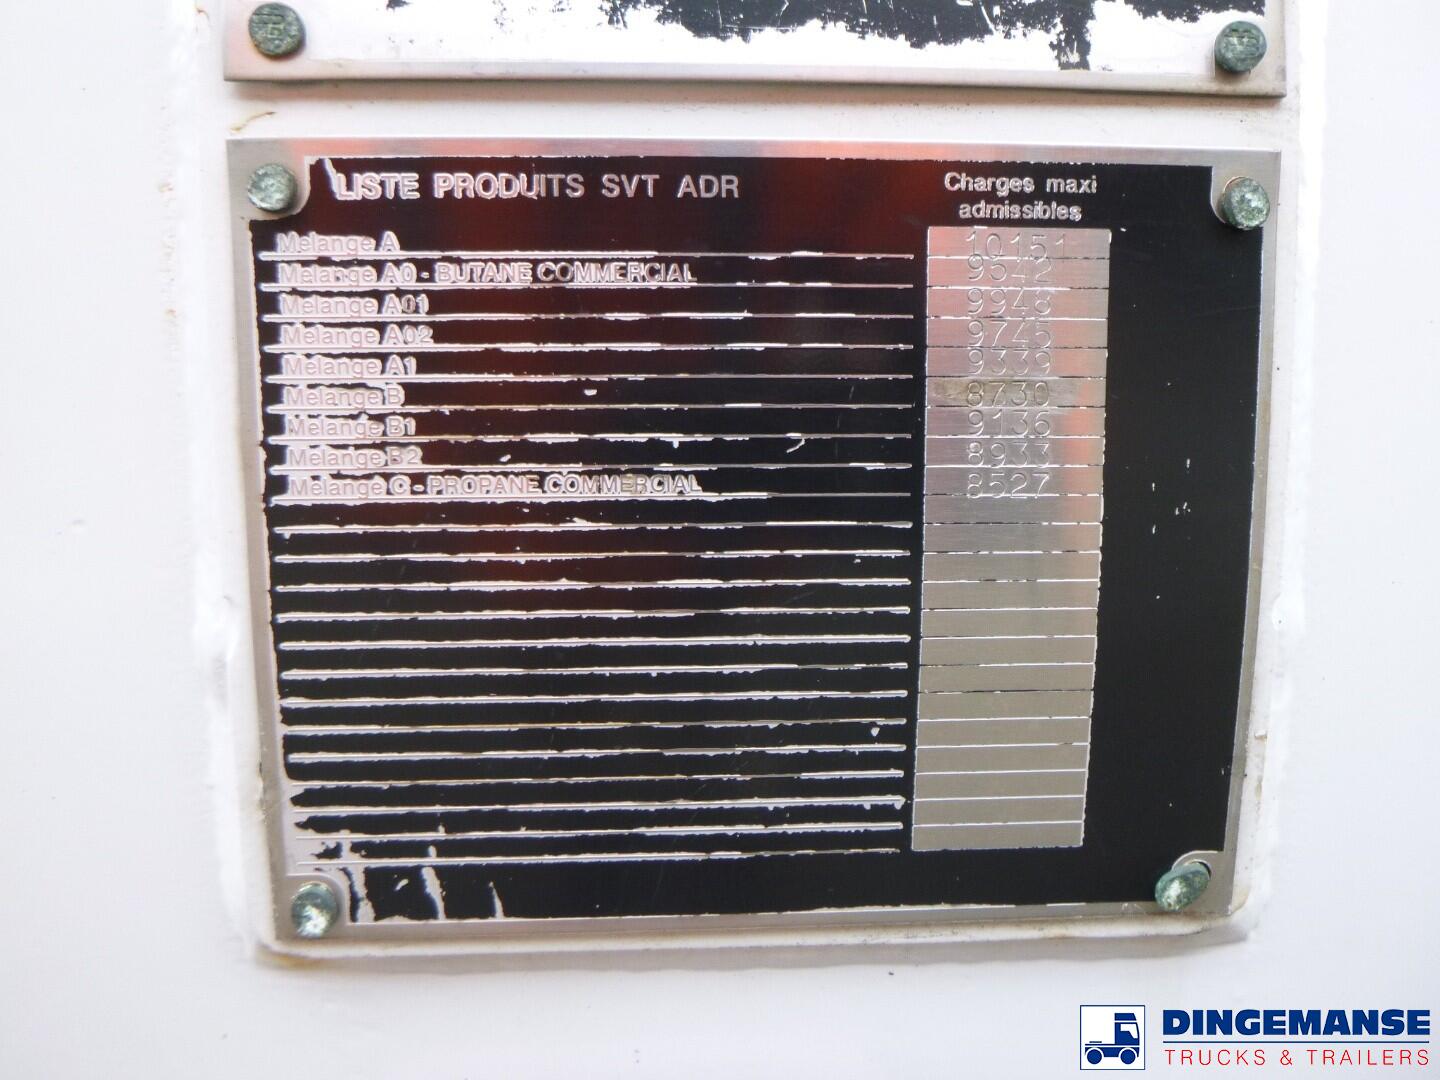 LISTE PRODUITS SVT ADR
Charges maxi
admissibles
Melange A 10151
Melange A0 - BUTANE COMMERCIAL 9542
Melange A01 9948
Melange A02 9745
Melange A1 9339
Melange B 8730
Melange B1 9136
Melange B2 8933
Melange C - PROPANE COMMERCIAL 8527
DINGEMANSE
TRUCKS & TRAILERS